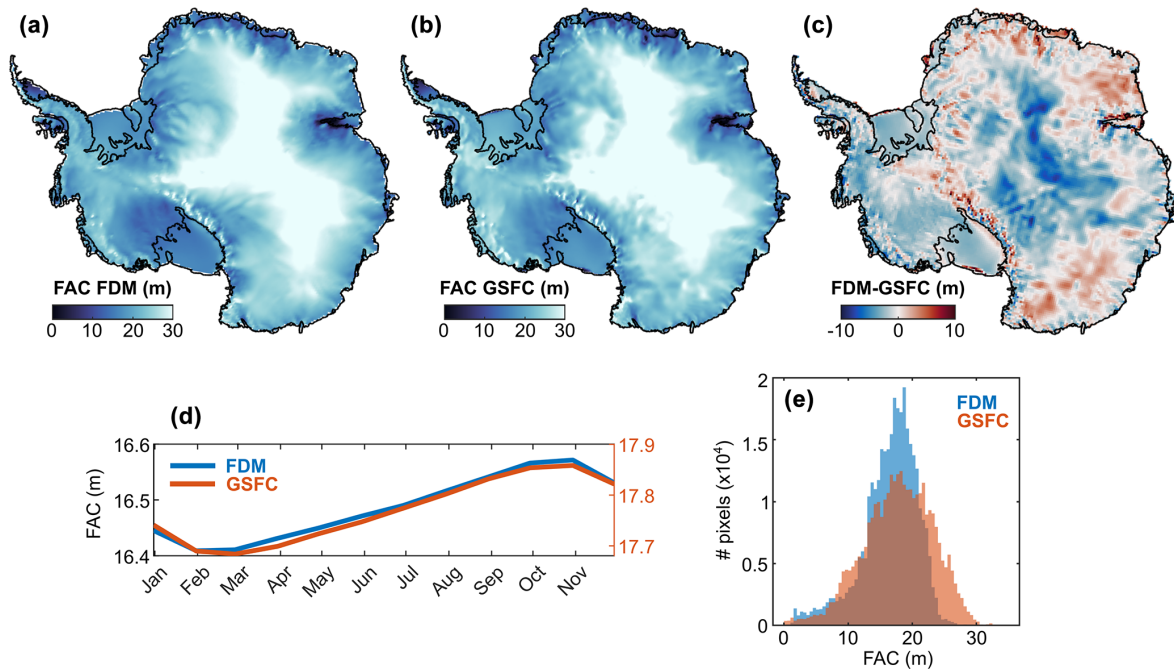 (a)
FAC FDM (m)
0 10 20 30
(b)
FAC GSFC (m)
0 10 20 30
(c)
FDM-GSFC (m)
-10 0 10
(d)
FAC (m)
16.6
16.5
16.4
FDM
GSFC
17.9
17.8
17.7
Jan Feb Mar Apr May Jun Jul Aug Sep Oct Nov
(e)
FDM
GSFC
# pixels (x10⁴)
2
1.5
1
0.5
0
0 10 20 30
FAC (m)